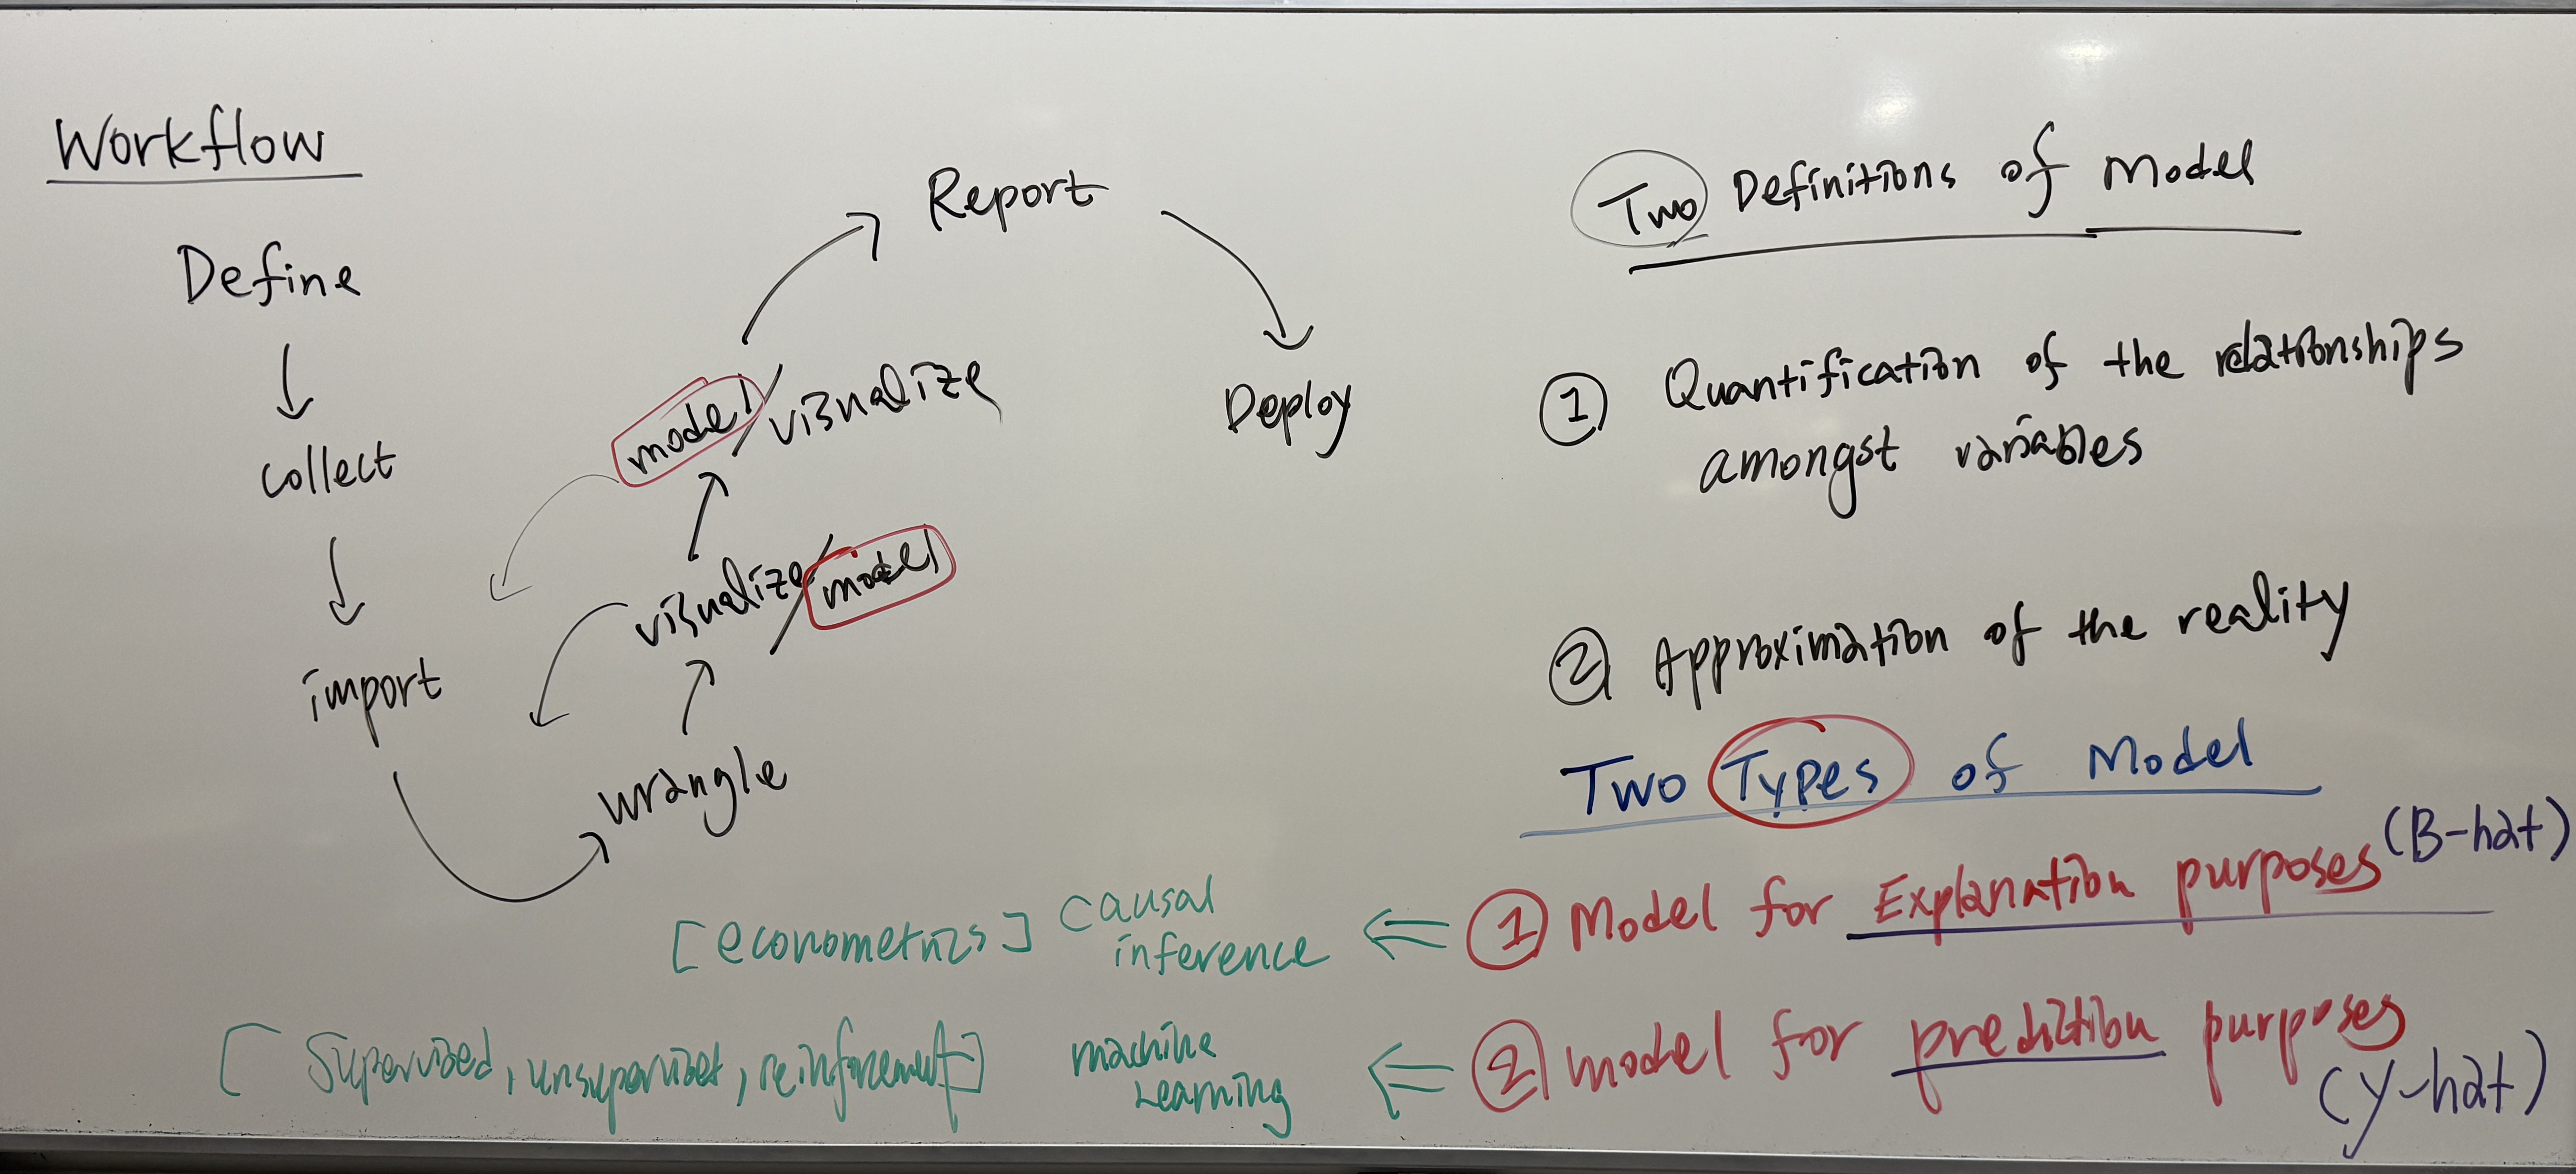 Workflow
Define
collect
import
wrangle
visualize/model
model/visualize
Report
Deploy
Two Definitions of Model
① Quantification of the relationships
amongst variables
② Approximation of the reality
Two Types of Model
① Model for Explanation purposes (B-hat)
causal
inference
[econometrics]
② model for prediction purposes
(y-hat)
machine
Learning
[Supervised, unsupervised, reinforcement]